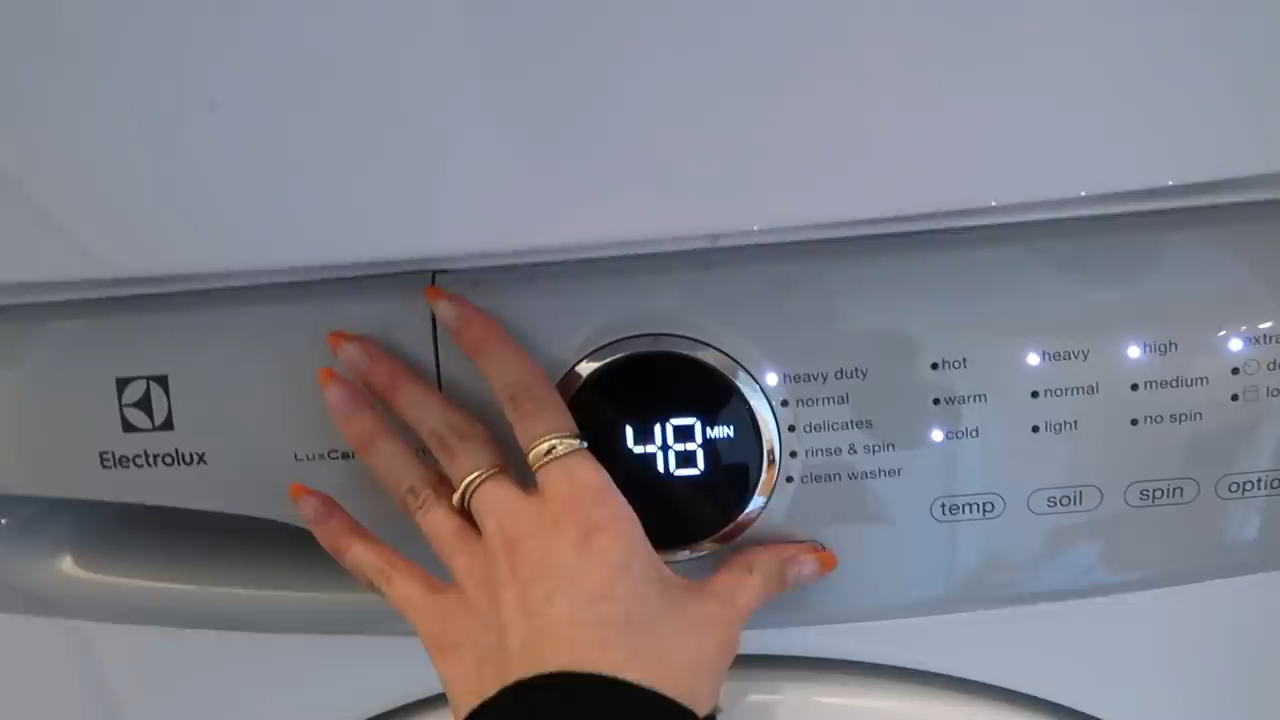 Electrolux
48 MIN
heavy duty
normal
delicates
rinse & spin
clean washer
hot
warm
cold
temp
heavy
normal
light
soil
high
medium
no spin
spin